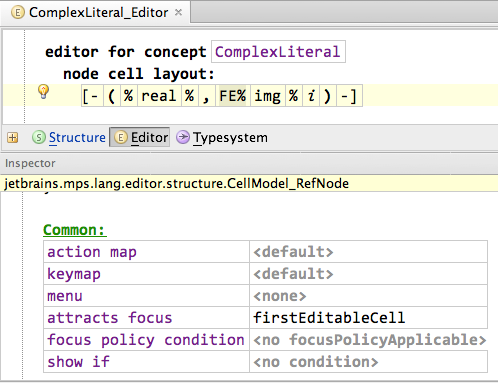 ComplexLiteral_Editor ×
editor for concept ComplexLiteral
node cell layout:
[- ( % real % , FE% img % i ) -]
Structure Editor Typesystem
Inspector
jetbrains.mps.lang.editor.structure.CellModel_RefNode
Common:
action map <default>
keymap <default>
menu <none>
attracts focus firstEditableCell
focus policy condition <no focusPolicyApplicable>
show if <no condition>